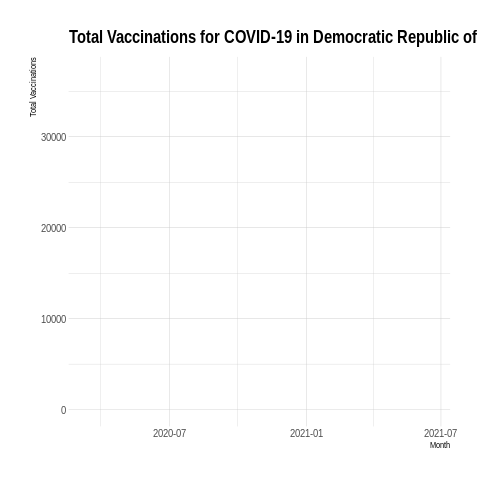 Total Vaccinations for COVID-19 in Democratic Republic of
Total Vaccinations
30000
20000
10000
0
2020-07 2021-01 2021-07
Month